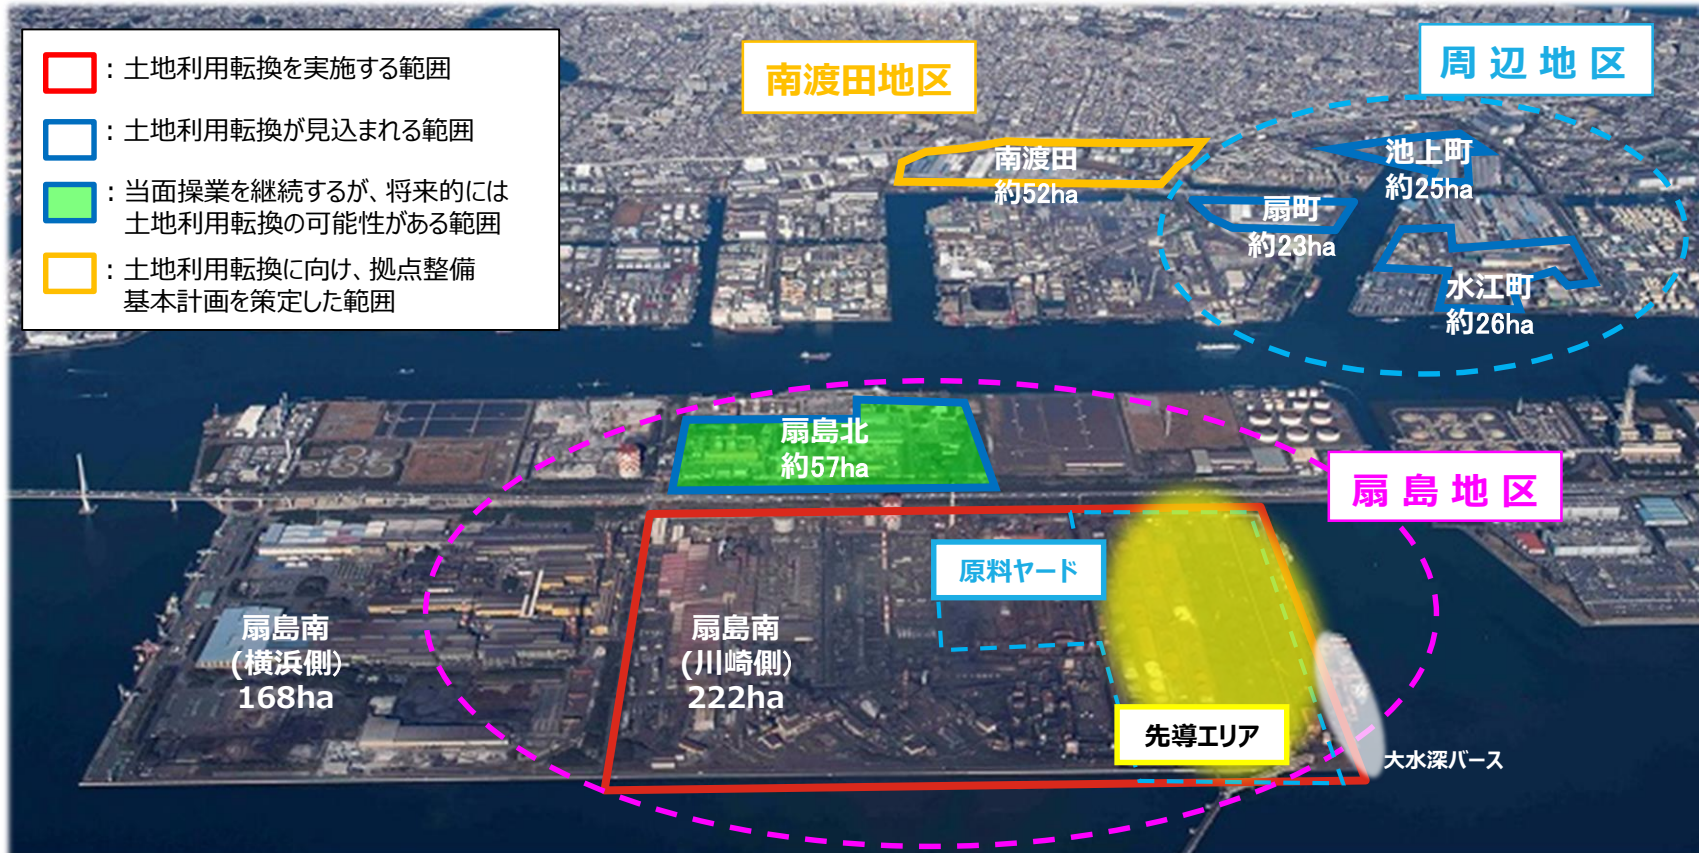 ：土地利用転換を実施する範囲
：土地利用転換が見込まれる範囲
：当面操業を継続するが、将来的には
土地利用転換の可能性がある範囲
：土地利用転換に向け、拠点整備
基本計画を策定した範囲
南渡田地区
周辺地区
南渡田
約52ha
池上町
約25ha
扇町
約23ha
水江町
約26ha
扇島北
約57ha
扇島地区
原料ヤード
扇島南
(横浜側)
168ha
扇島南
(川崎側)
222ha
先導エリア
大水深バース